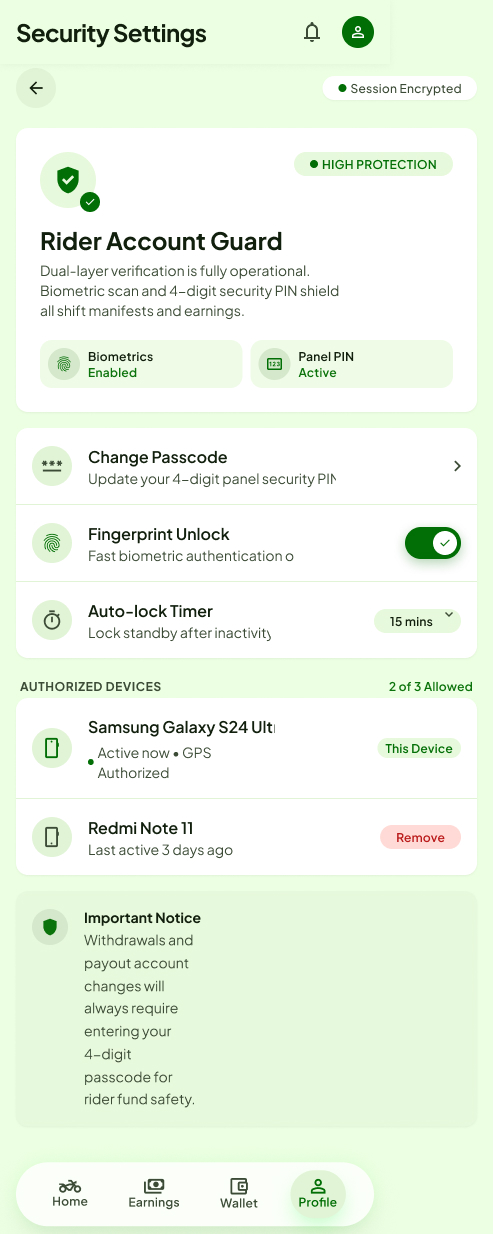 Security Settings
Session Encrypted
HIGH PROTECTION
Rider Account Guard
Dual-layer verification is fully operational.
Biometric scan and 4-digit security PIN shield
all shift manifests and earnings.
Biometrics
Enabled
123
Panel PIN
Active
***
Change Passcode
Update your 4-digit panel security PIN
Fingerprint Unlock
Fast biometric authentication o
Auto-lock Timer
Lock standby after inactivity
15 mins
AUTHORIZED DEVICES
2 of 3 Allowed
Samsung Galaxy S24 Ult
Active now • GPS
Authorized
This Device
Redmi Note 11
Last active 3 days ago
Remove
Important Notice
Withdrawals and
payout account
changes will
always require
entering your
4-digit
passcode for
rider fund safety.
Home
Earnings
Wallet
Profile